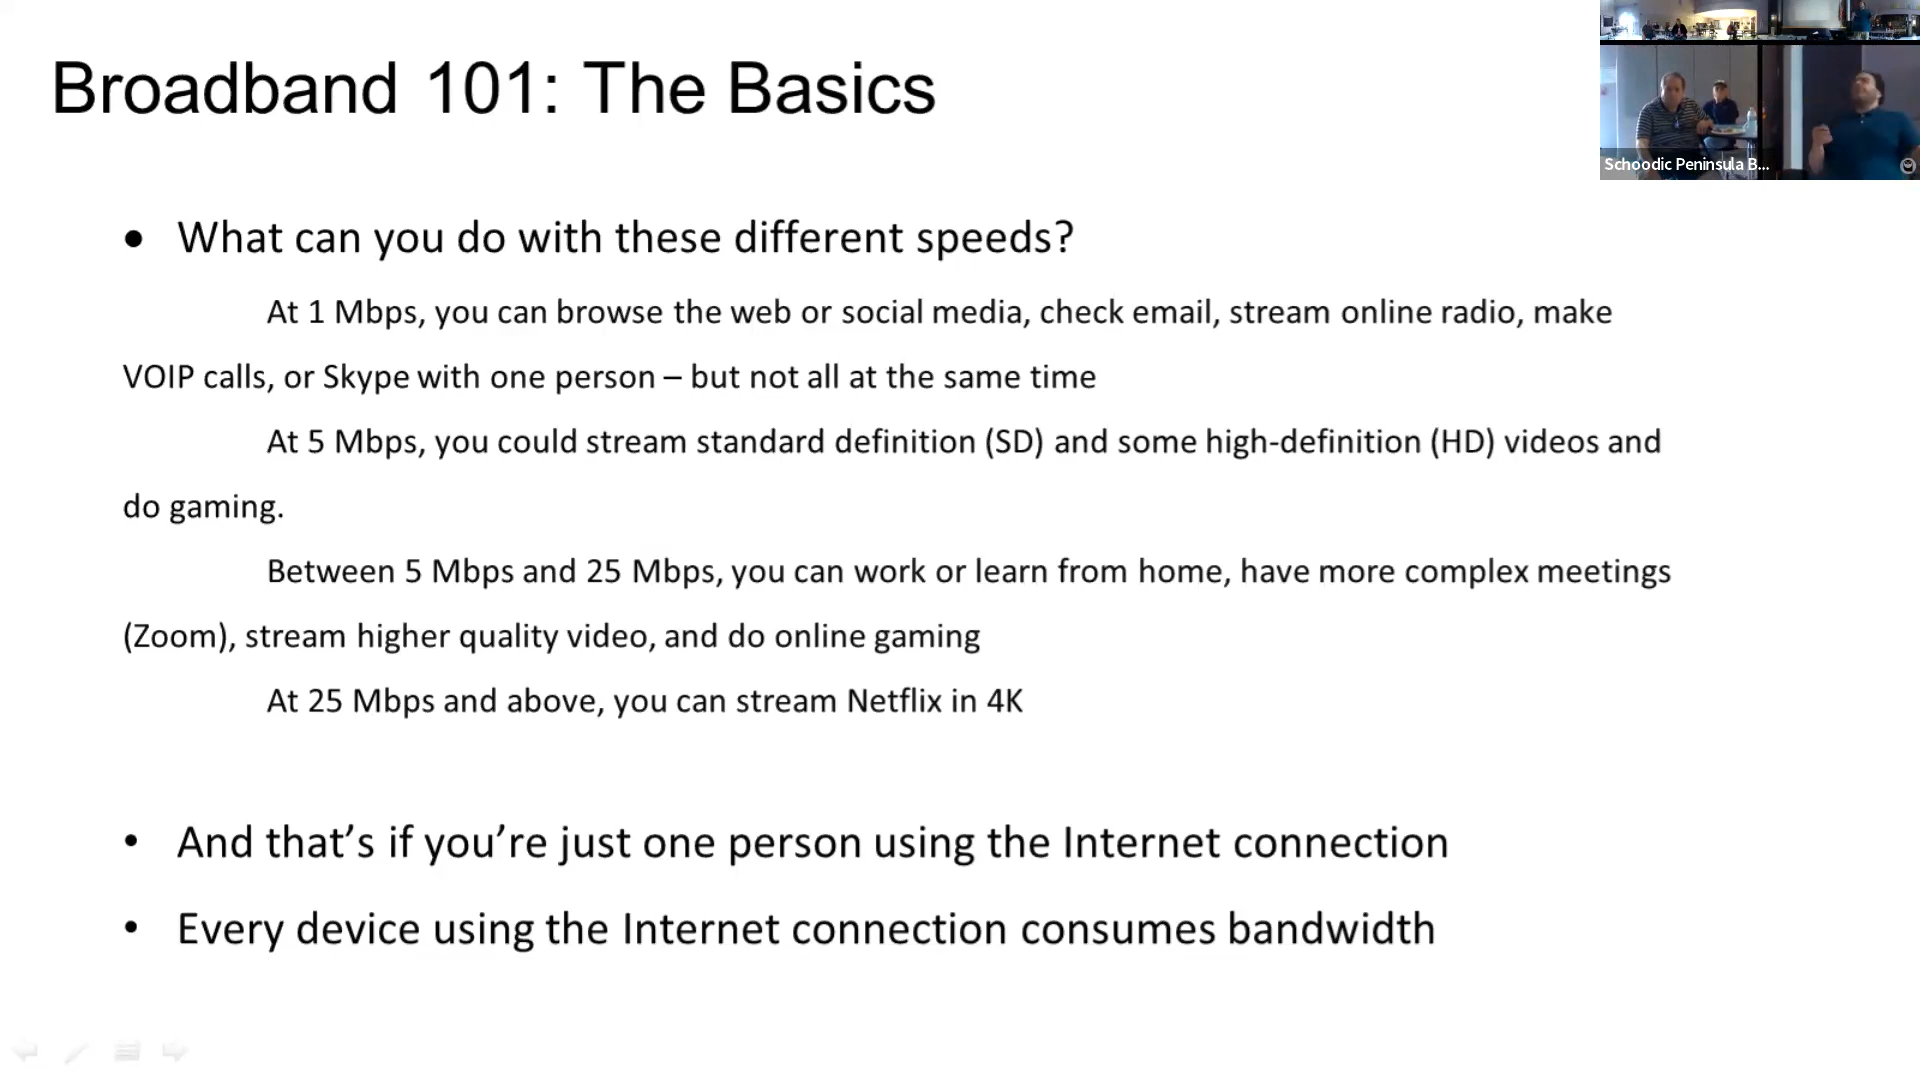 Broadband 101: The Basics
Schoodic Peninsula B...
• What can you do with these different speeds?
At 1 Mbps, you can browse the web or social media, check email, stream online radio, make
VOIP calls, or Skype with one person – but not all at the same time
At 5 Mbps, you could stream standard definition (SD) and some high-definition (HD) videos and
do gaming.
Between 5 Mbps and 25 Mbps, you can work or learn from home, have more complex meetings
(Zoom), stream higher quality video, and do online gaming
At 25 Mbps and above, you can stream Netflix in 4K
• And that’s if you’re just one person using the Internet connection
• Every device using the Internet connection consumes bandwidth